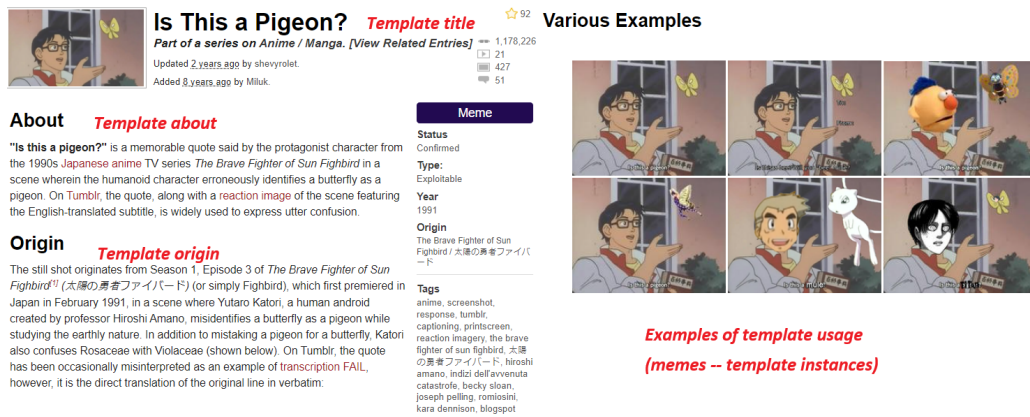 Is This a Pigeon?
Template title
Part of a series on Anime / Manga. [View Related Entries]
Updated 2 years ago by shevyrolet.
Added 8 years ago by Miluk.
92
1,178,226
21
427
51
About
Template about
"Is this a pigeon?" is a memorable quote said by the protagonist character from
the 1990s Japanese anime TV series The Brave Fighter of Sun Fighbird in a
scene wherein the humanoid character erroneously identifies a butterfly as a
pigeon. On Tumblr, the quote, along with a reaction image of the scene featuring
the English-translated subtitle, is widely used to express utter confusion.
Origin
Template origin
The still shot originates from Season 1, Episode 3 of The Brave Fighter of Sun
Fighbird[1] (太陽の勇者ファイバード) (or simply Fighbird), which first premiered in
Japan in February 1991, in a scene where Yutaro Katori, a human android
created by professor Hiroshi Amano, misidentifies a butterfly as a pigeon while
studying the earthly nature. In addition to mistaking a pigeon for a butterfly, Katori
also confuses Rosaceae with Violaceae (shown below). On Tumblr, the quote
has been occasionally misinterpreted as an example of transcription FAIL,
however, it is the direct translation of the original line in verbatim:
Meme
Status
Confirmed
Type:
Exploitable
Year
1991
Origin
The Brave Fighter of Sun
Fighbird / 太陽の勇者ファイバ
ード
Tags
anime, screenshot,
response, tumblr,
captioning, printscreen,
reaction imagery, the brave
fighter of sun fighbird, 太陽
の勇者ファイバード, hiroshi
amano, indizi dell'avvenuta
catastrofe, becky sloan,
joseph pelling, romiosini,
kara dennison, blogspot
Various Examples
Is this a pigeon
Is this a pigeon
Is this a pigeon
Is this a
Is this a
Examples of template usage
(memes -- template instances)